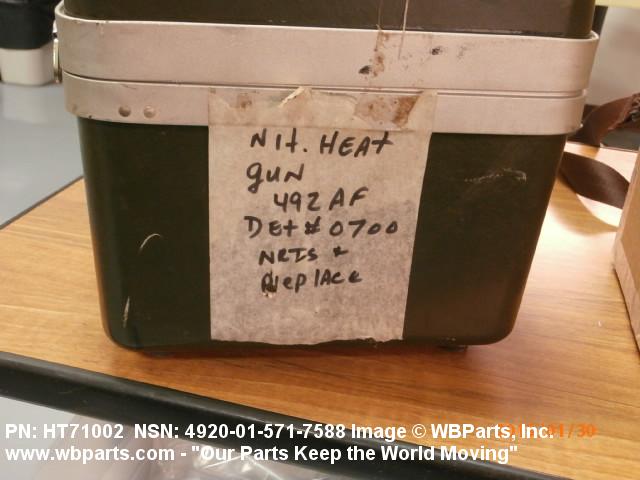 Nit. HEAt
gUN
492 AF
DEt # 0700
NRIS &
Replace
PN: HT71002 NSN: 4920-01-571-7588 Image © WBParts, Inc.
www.wbparts.com - "Our Parts Keep the World Moving"